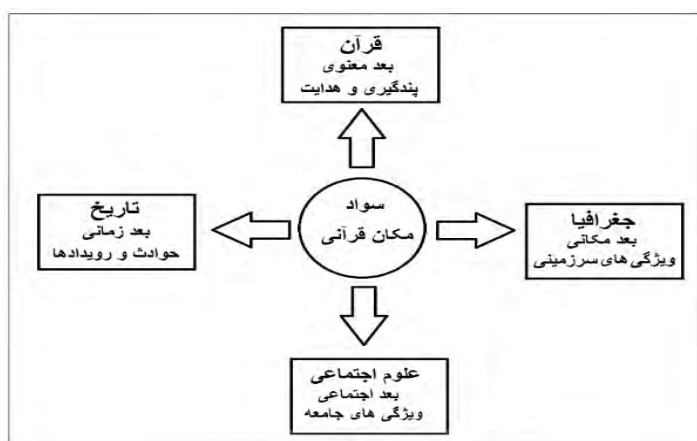 قرآن
بعد معنوی
پندگیری و هدایت
سواد
مکان قرآنی
جغرافیا
بعد مکانی
ویژگی های سرزمینی
تاریخ
بعد زمانی
حوادث و رویدادها
علوم اجتماعی
بعد اجتماعی
ویژگی های جامعه